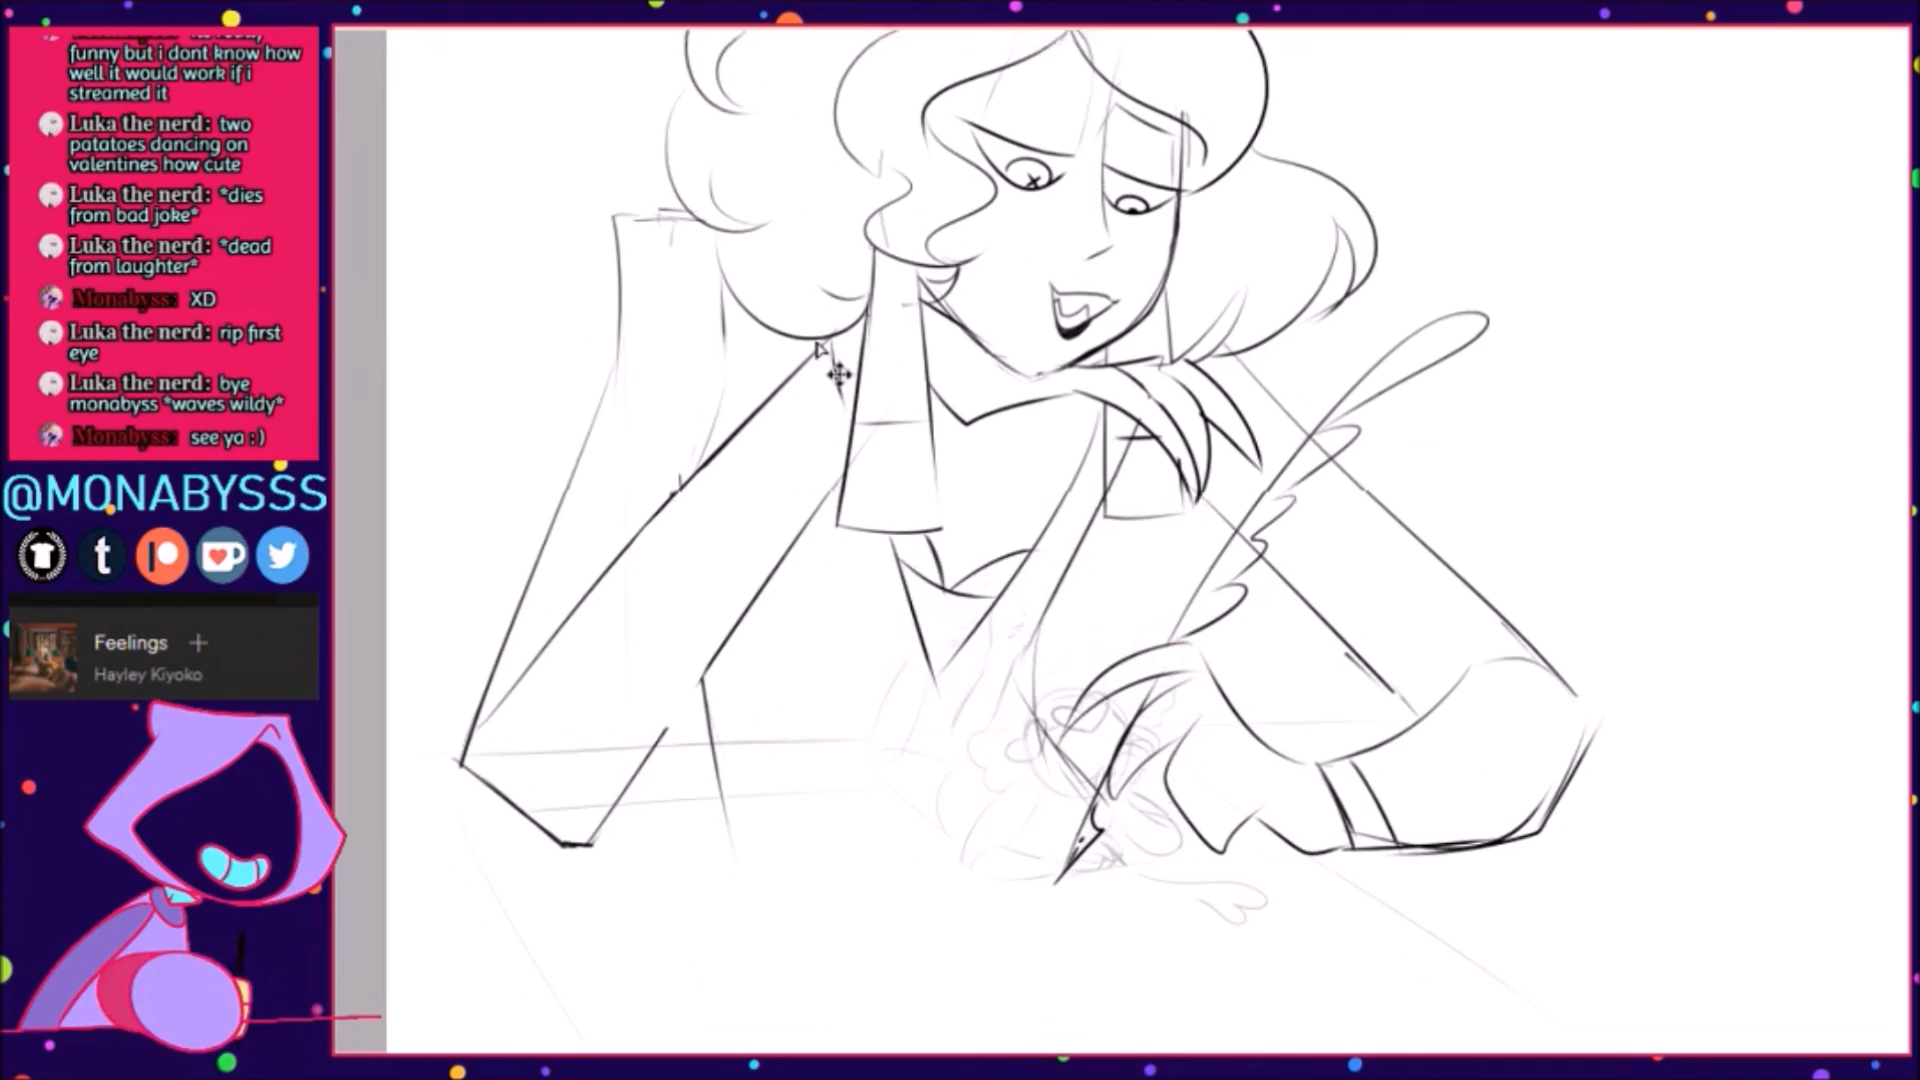 funny but i dont know how
well it would work if i
streamed it
Luka the nerd: two
patatoes dancing on
valentines how cute
Luka the nerd: *dies
from bad joke*
Luka the nerd: *dead
from laughter*
Monabyss: XD
Luka the nerd: rip first
eye
Luka the nerd: bye
monabyss *waves wildy*
Monabyss: see ya :)
@MONABYSSS
Feelings +
Hayley Kiyoko